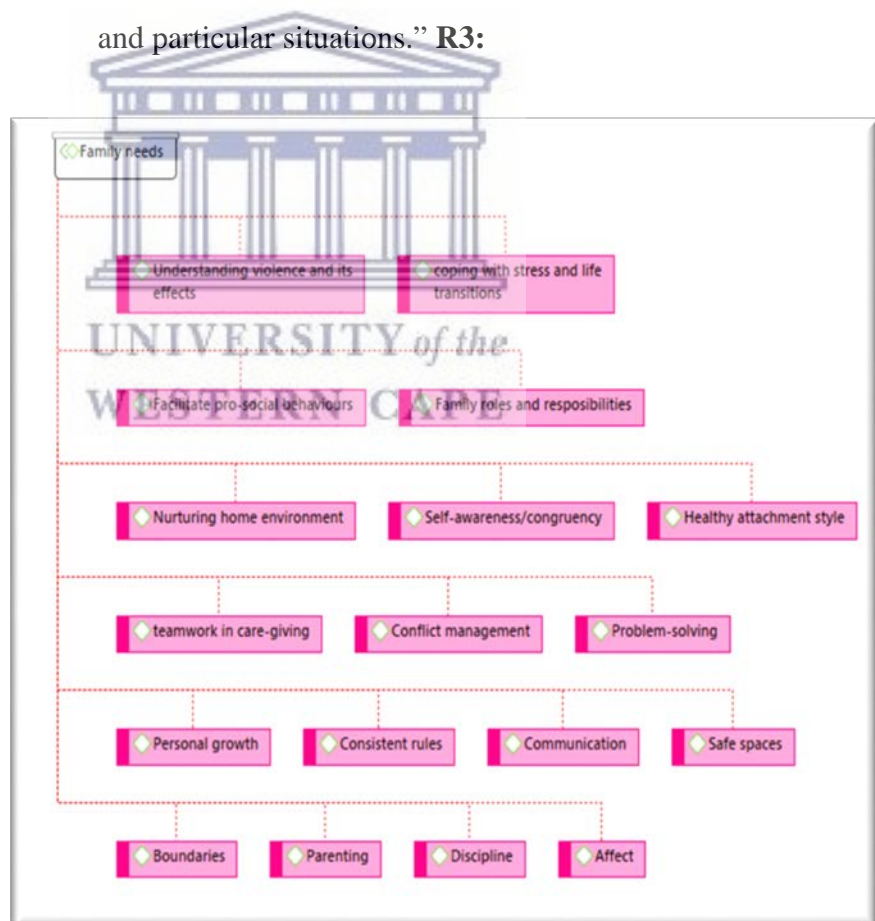 and particular situations.” R3:
Family needs
Understanding violence and its
effects
coping with stress and life
transitions
UNIVERSITY of the
WESTERN CAPE
Facilitate pro-social behaviours
Family roles and resposibilities
Nurturing home environment
Self-awareness/congruency
Healthy attachment style
teamwork in care-giving
Conflict management
Problem-solving
Personal growth
Consistent rules
Communication
Safe spaces
Boundaries
Parenting
Discipline
Affect